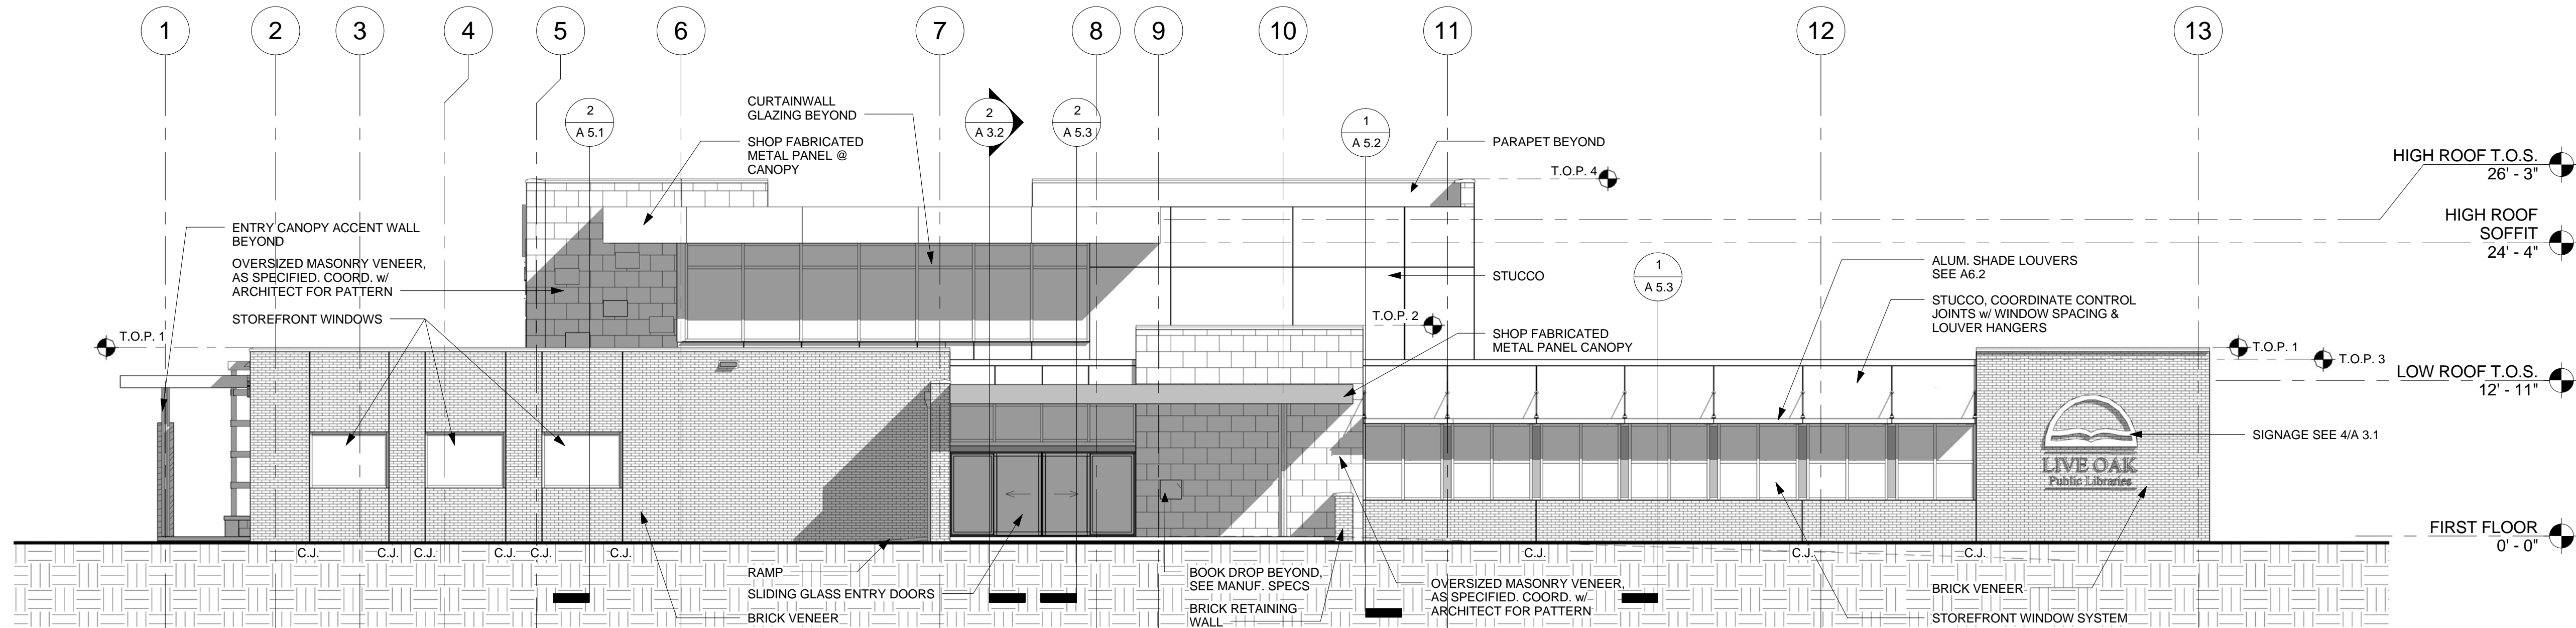 1 2 3 4 5 6 7 8 9 10 11 12 13
2
A 5.1
CURTAINWALL
GLAZING BEYOND
SHOP FABRICATED
METAL PANEL @
CANOPY
2
A 3.2
2
A 5.3
1
A 5.2
PARAPET BEYOND
T.O.P. 4
HIGH ROOF T.O.S.
26' - 3"
HIGH ROOF
SOFFIT
24' - 4"
ENTRY CANOPY ACCENT WALL
BEYOND
OVERSIZED MASONRY VENEER,
AS SPECIFIED. COORD. w/
ARCHITECT FOR PATTERN
STOREFRONT WINDOWS
T.O.P. 1
STUCCO
1
A 5.3
ALUM. SHADE LOUVERS
SEE A6.2
STUCCO, COORDINATE CONTROL
JOINTS w/ WINDOW SPACING &
LOUVER HANGERS
T.O.P. 2
SHOP FABRICATED
METAL PANEL CANOPY
T.O.P. 1
T.O.P. 3
LOW ROOF T.O.S.
12' - 11"
SIGNAGE SEE 4/A 3.1
LIVE OAK
Public Libraries
FIRST FLOOR
0' - 0"
C.J. C.J. C.J. C.J. C.J. C.J. C.J. C.J. C.J.
RAMP
SLIDING GLASS ENTRY DOORS
BRICK VENEER
BOOK DROP BEYOND,
SEE MANUF. SPECS
BRICK RETAINING
WALL
OVERSIZED MASONRY VENEER,
AS SPECIFIED. COORD. w/
ARCHITECT FOR PATTERN
BRICK VENEER
STOREFRONT WINDOW SYSTEM